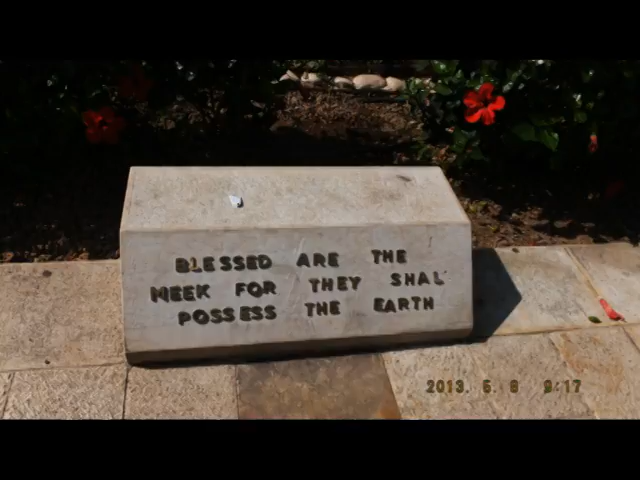 BLESSED ARE THE
MEEK FOR THEY SHAL
POSSESS THE EARTH
2013. 5. 8 9:17